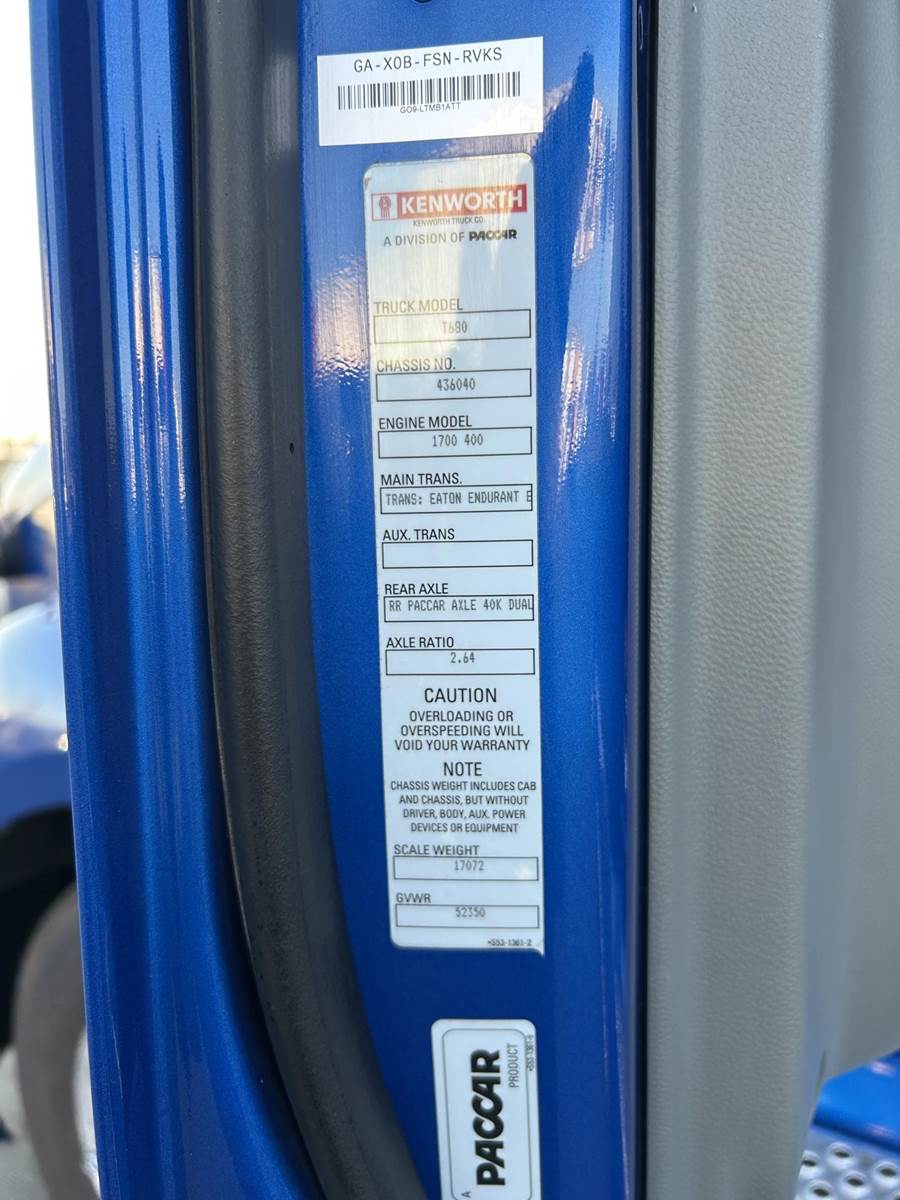 GA-X0B-FSN-RVKS
GO9-LTMB1ATT
KENWORTH
KENWORTH TRUCK CO.
A DIVISION OF PACCAR
TRUCK MODEL
T680
CHASSIS NO.
436040
ENGINE MODEL
1700 400
MAIN TRANS.
TRANS: EATON ENDURANT E
AUX. TRANS
REAR AXLE
RR PACCAR AXLE 40K DUAL
AXLE RATIO
2.64
CAUTION
OVERLOADING OR
OVERSPEEDING WILL
VOID YOUR WARRANTY
NOTE
CHASSIS WEIGHT INCLUDES CAB
AND CHASSIS, BUT WITHOUT
DRIVER, BODY, AUX. POWER
DEVICES OR EQUIPMENT
SCALE WEIGHT
17072
GVWR
52350
A
PACCAR
PRODUCT